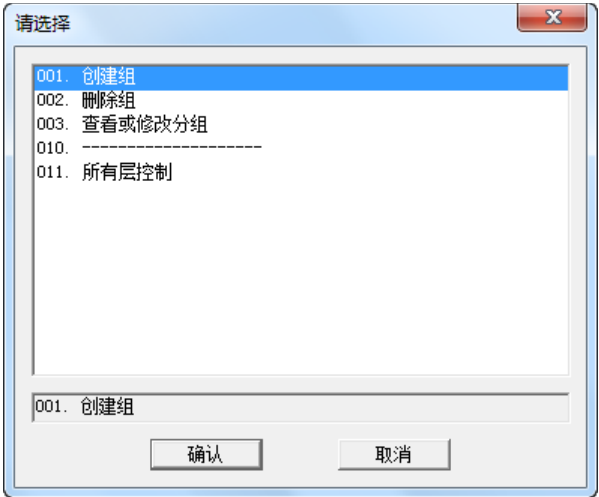 请选择
001. 创建组
002. 删除组
003. 查看或修改分组
010. --------------------
011. 所有层控制
001. 创建组
确认
取消